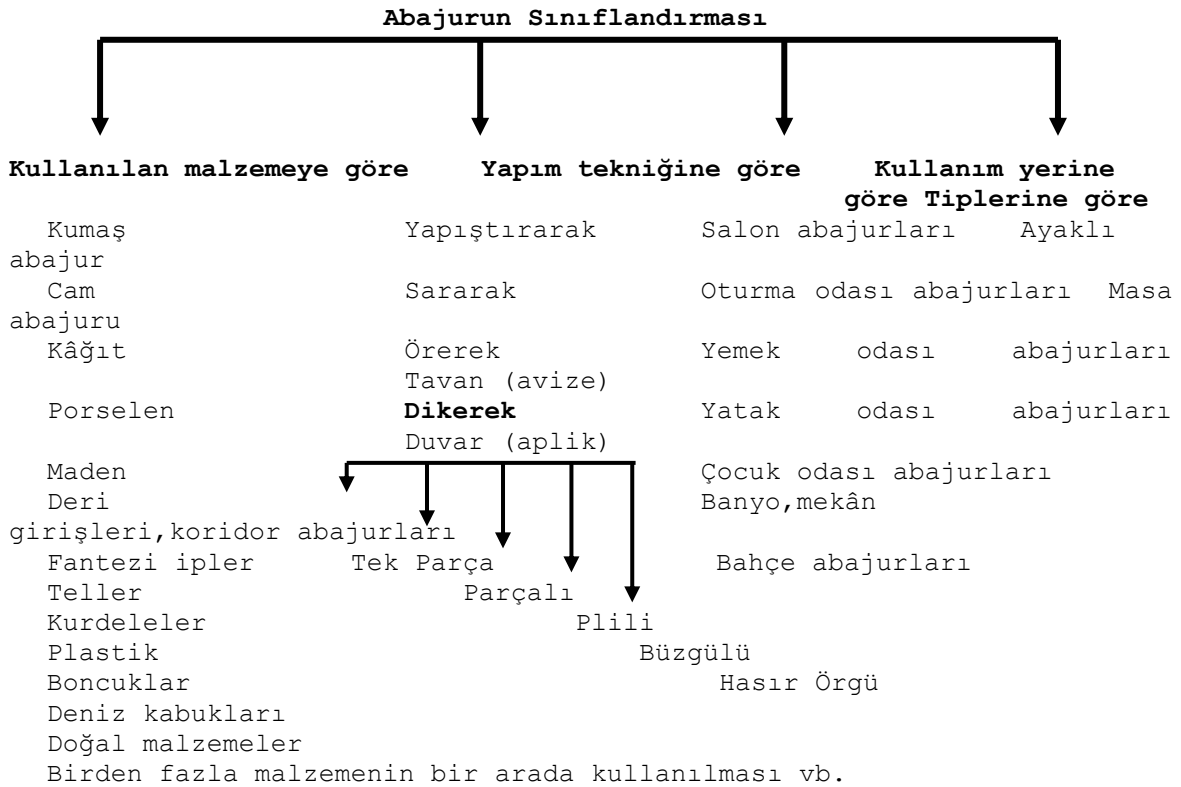 Abajurun Sınıflandırması
Kullanılan malzemeye göre Yapım tekniğine göre Kullanım yerine
göre Tiplerine göre
Kumaş Yapıştırarak Salon abajurları Ayaklı
abajur
Cam Sararak Oturma odası abajurları Masa
abajuru
Kâğıt Örerek Yemek odası abajurları
Tavan (avize)
Porselen Dikerek Yatak odası abajurları
Duvar (aplik)
Maden Çocuk odası abajurları
Deri Banyo,mekân
girişleri,koridor abajurları
Fantezi ipler Tek Parça Bahçe abajurları
Teller Parçalı
Kurdeleler Plili
Plastik Büzgülü
Boncuklar Hasır Örgü
Deniz kabukları
Doğal malzemeler
Birden fazla malzemenin bir arada kullanılması vb.